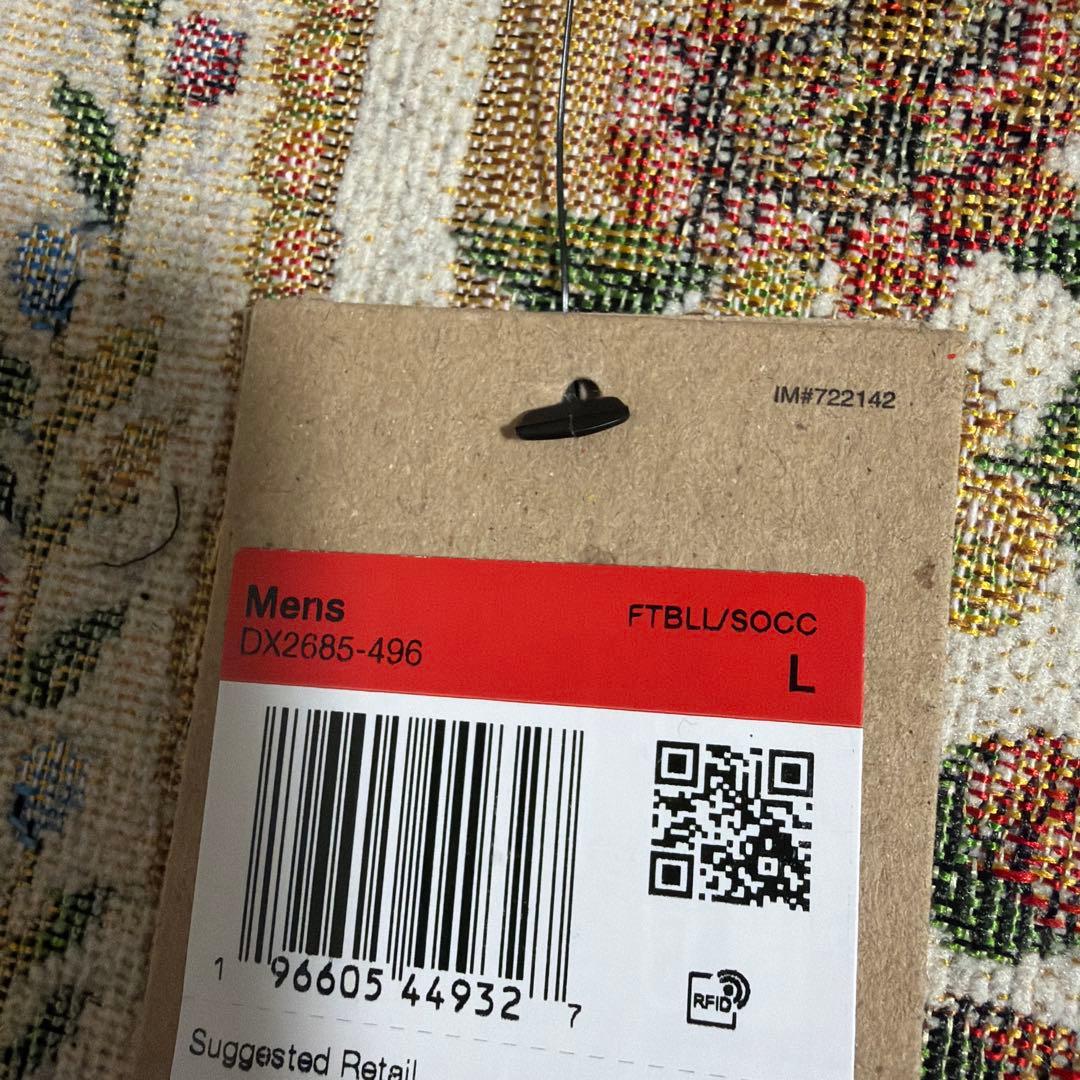 IM#722142
Mens
FTBLL/SOCC
DX2685-496
L
1 96605 44932 7
RFID
Suggested Retail